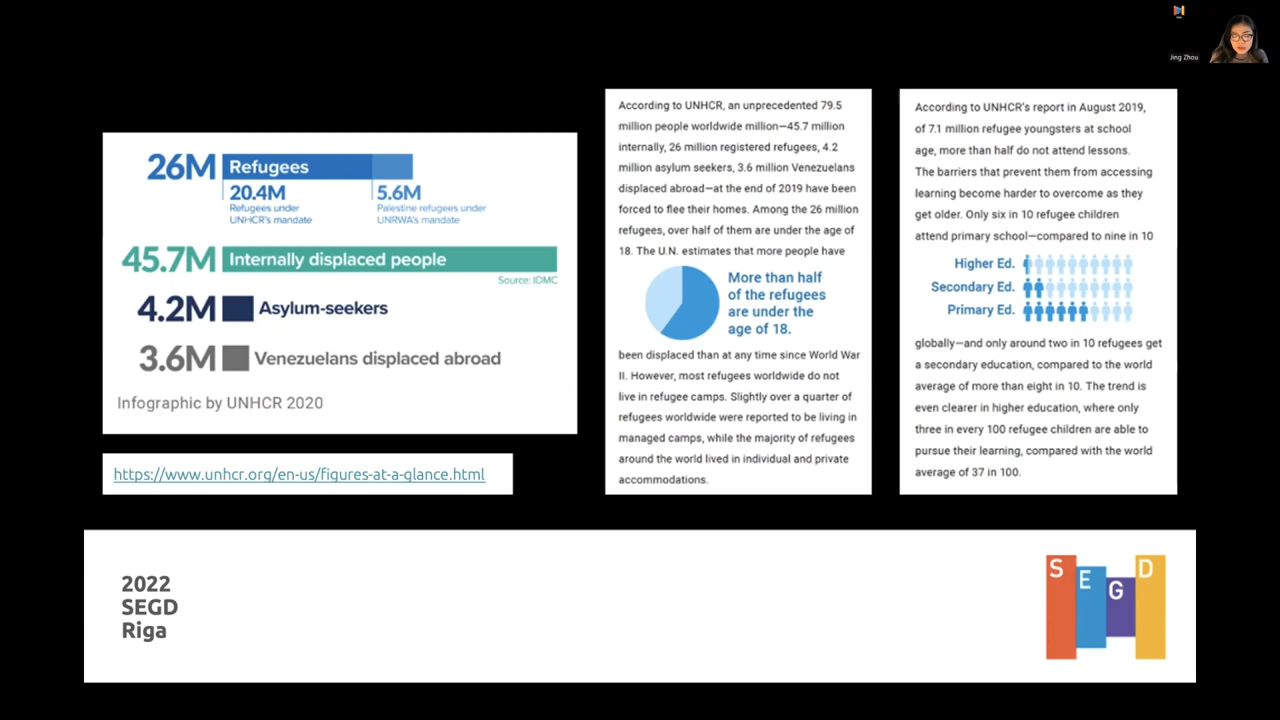 Jing Zhou
26M Refugees
20.4M
Refugees under
UNHCR's mandate
5.6M
Palestine refugees under
UNRWA's mandate
45.7M Internally displaced people
Source: IDMC
4.2M Asylum-seekers
3.6M Venezuelans displaced abroad
Infographic by UNHCR 2020
https://www.unhcr.org/en-us/figures-at-a-glance.html
According to UNHCR, an unprecedented 79.5
million people worldwide million—45.7 million
internally, 26 million registered refugees, 4.2
million asylum seekers, 3.6 million Venezuelans
displaced abroad—at the end of 2019 have been
forced to flee their homes. Among the 26 million
refugees, over half of them are under the age of
18. The U.N. estimates that more people have
More than half
of the refugees
are under the
age of 18.
been displaced than at any time since World War
II. However, most refugees worldwide do not
live in refugee camps. Slightly over a quarter of
refugees worldwide were reported to be living in
managed camps, while the majority of refugees
around the world lived in individual and private
accommodations.
According to UNHCR's report in August 2019,
of 7.1 million refugee youngsters at school
age, more than half do not attend lessons.
The barriers that prevent them from accessing
learning become harder to overcome as they
get older. Only six in 10 refugee children
attend primary school—compared to nine in 10
Higher Ed.
Secondary Ed.
Primary Ed.
globally—and only around two in 10 refugees get
a secondary education, compared to the world
average of more than eight in 10. The trend is
even clearer in higher education, where only
three in every 100 refugee children are able to
pursue their learning, compared with the world
average of 37 in 100.
2022
SEGD
Riga
S E G D